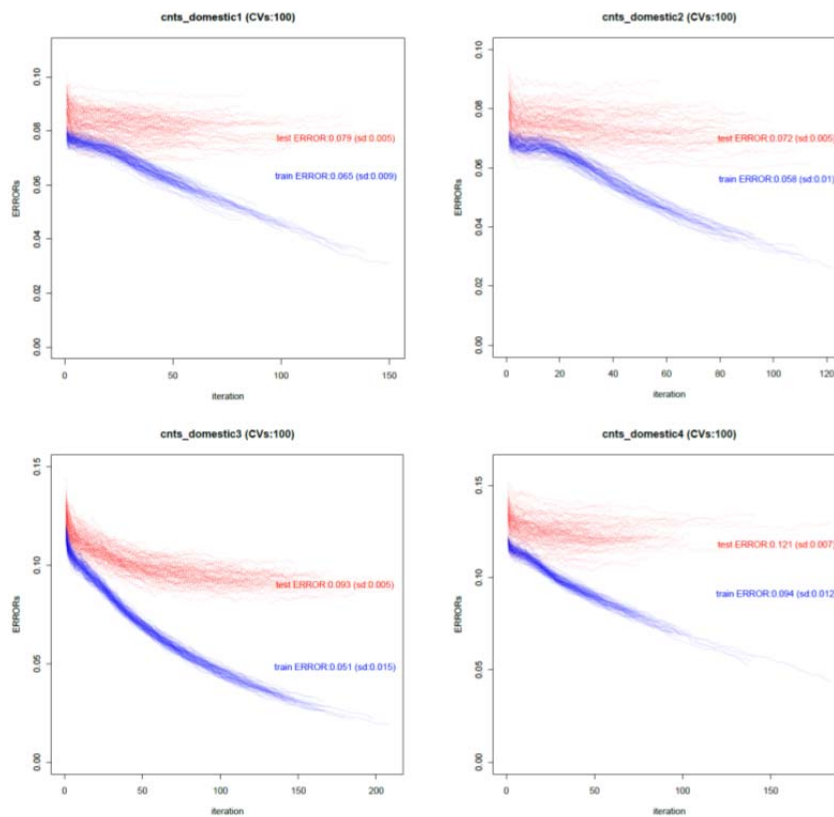 cnts_domestic1 (CVs:100)
ERRORs
0.10
0.08
0.06
0.04
0.02
0.00
test ERROR:0.079 (sd:0.005)
train ERROR:0.065 (sd:0.009)
0 50 100 150
iteration
cnts_domestic2 (CVs:100)
ERRORs
0.10
0.08
0.06
0.04
0.02
0.00
test ERROR:0.072 (sd:0.005)
train ERROR:0.058 (sd:0.01)
0 20 40 60 80 100 120
iteration
cnts_domestic3 (CVs:100)
ERRORs
0.15
0.10
0.05
0.00
test ERROR:0.093 (sd:0.005)
train ERROR:0.051 (sd:0.015)
0 50 100 150 200
iteration
cnts_domestic4 (CVs:100)
ERRORs
0.15
0.10
0.05
0.00
test ERROR:0.121 (sd:0.007)
train ERROR:0.094 (sd:0.012
0 50 100 150
iteration